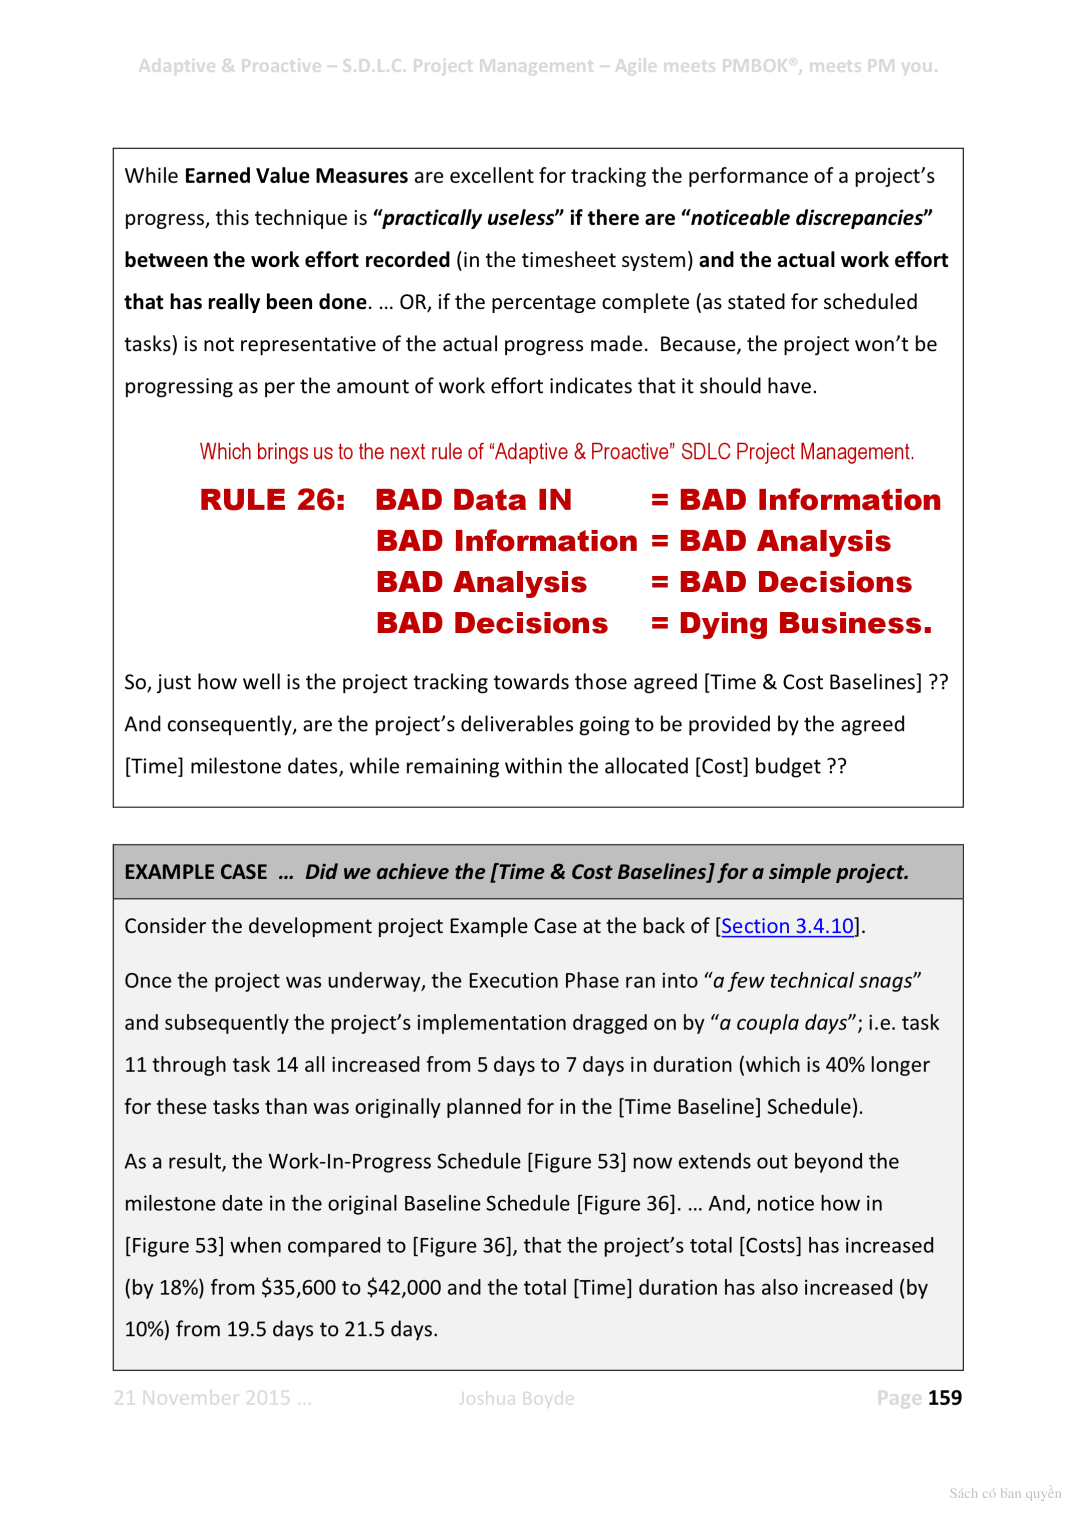 Adaptive & Proactive – S.D.L.C. Project Management – Agile meets PMBOK®, meets PM you.
While Earned Value Measures are excellent for tracking the performance of a project’s
progress, this technique is “practically useless” if there are “noticeable discrepancies”
between the work effort recorded (in the timesheet system) and the actual work effort
that has really been done. … OR, if the percentage complete (as stated for scheduled
tasks) is not representative of the actual progress made.  Because, the project won’t be
progressing as per the amount of work effort indicates that it should have.
Which brings us to the next rule of “Adaptive & Proactive” SDLC Project Management.
RULE 26: BAD Data IN = BAD Information
BAD Information = BAD Analysis
BAD Analysis = BAD Decisions
BAD Decisions = Dying Business.
So, just how well is the project tracking towards those agreed [Time & Cost Baselines] ??
And consequently, are the project’s deliverables going to be provided by the agreed
[Time] milestone dates, while remaining within the allocated [Cost] budget ??
EXAMPLE CASE … Did we achieve the [Time & Cost Baselines] for a simple project.
Consider the development project Example Case at the back of [Section 3.4.10].
Once the project was underway, the Execution Phase ran into “a few technical snags”
and subsequently the project’s implementation dragged on by “a coupla days”; i.e. task
11 through task 14 all increased from 5 days to 7 days in duration (which is 40% longer
for these tasks than was originally planned for in the [Time Baseline] Schedule).
As a result, the Work-In-Progress Schedule [Figure 53] now extends out beyond the
milestone date in the original Baseline Schedule [Figure 36]. … And, notice how in
[Figure 53] when compared to [Figure 36], that the project’s total [Costs] has increased
(by 18%) from $35,600 to $42,000 and the total [Time] duration has also increased (by
10%) from 19.5 days to 21.5 days.
21 November 2015 … Joshua Boyde Page 159
Sách có bản quyền